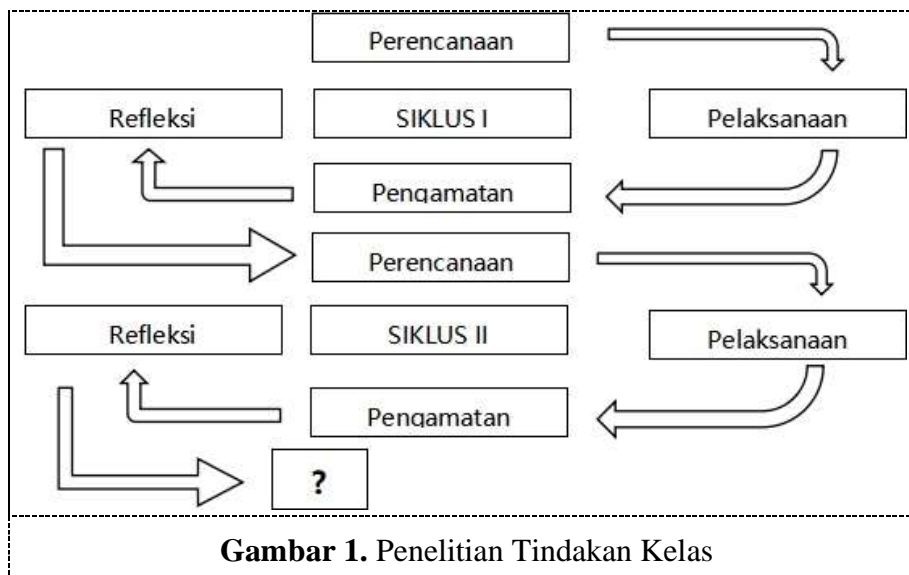 Perencanaan
Refleksi SIKLUS I Pelaksanaan
Pengamatan
Perencanaan
Refleksi SIKLUS II Pelaksanaan
Pengamatan
?
Gambar 1. Penelitian Tindakan Kelas